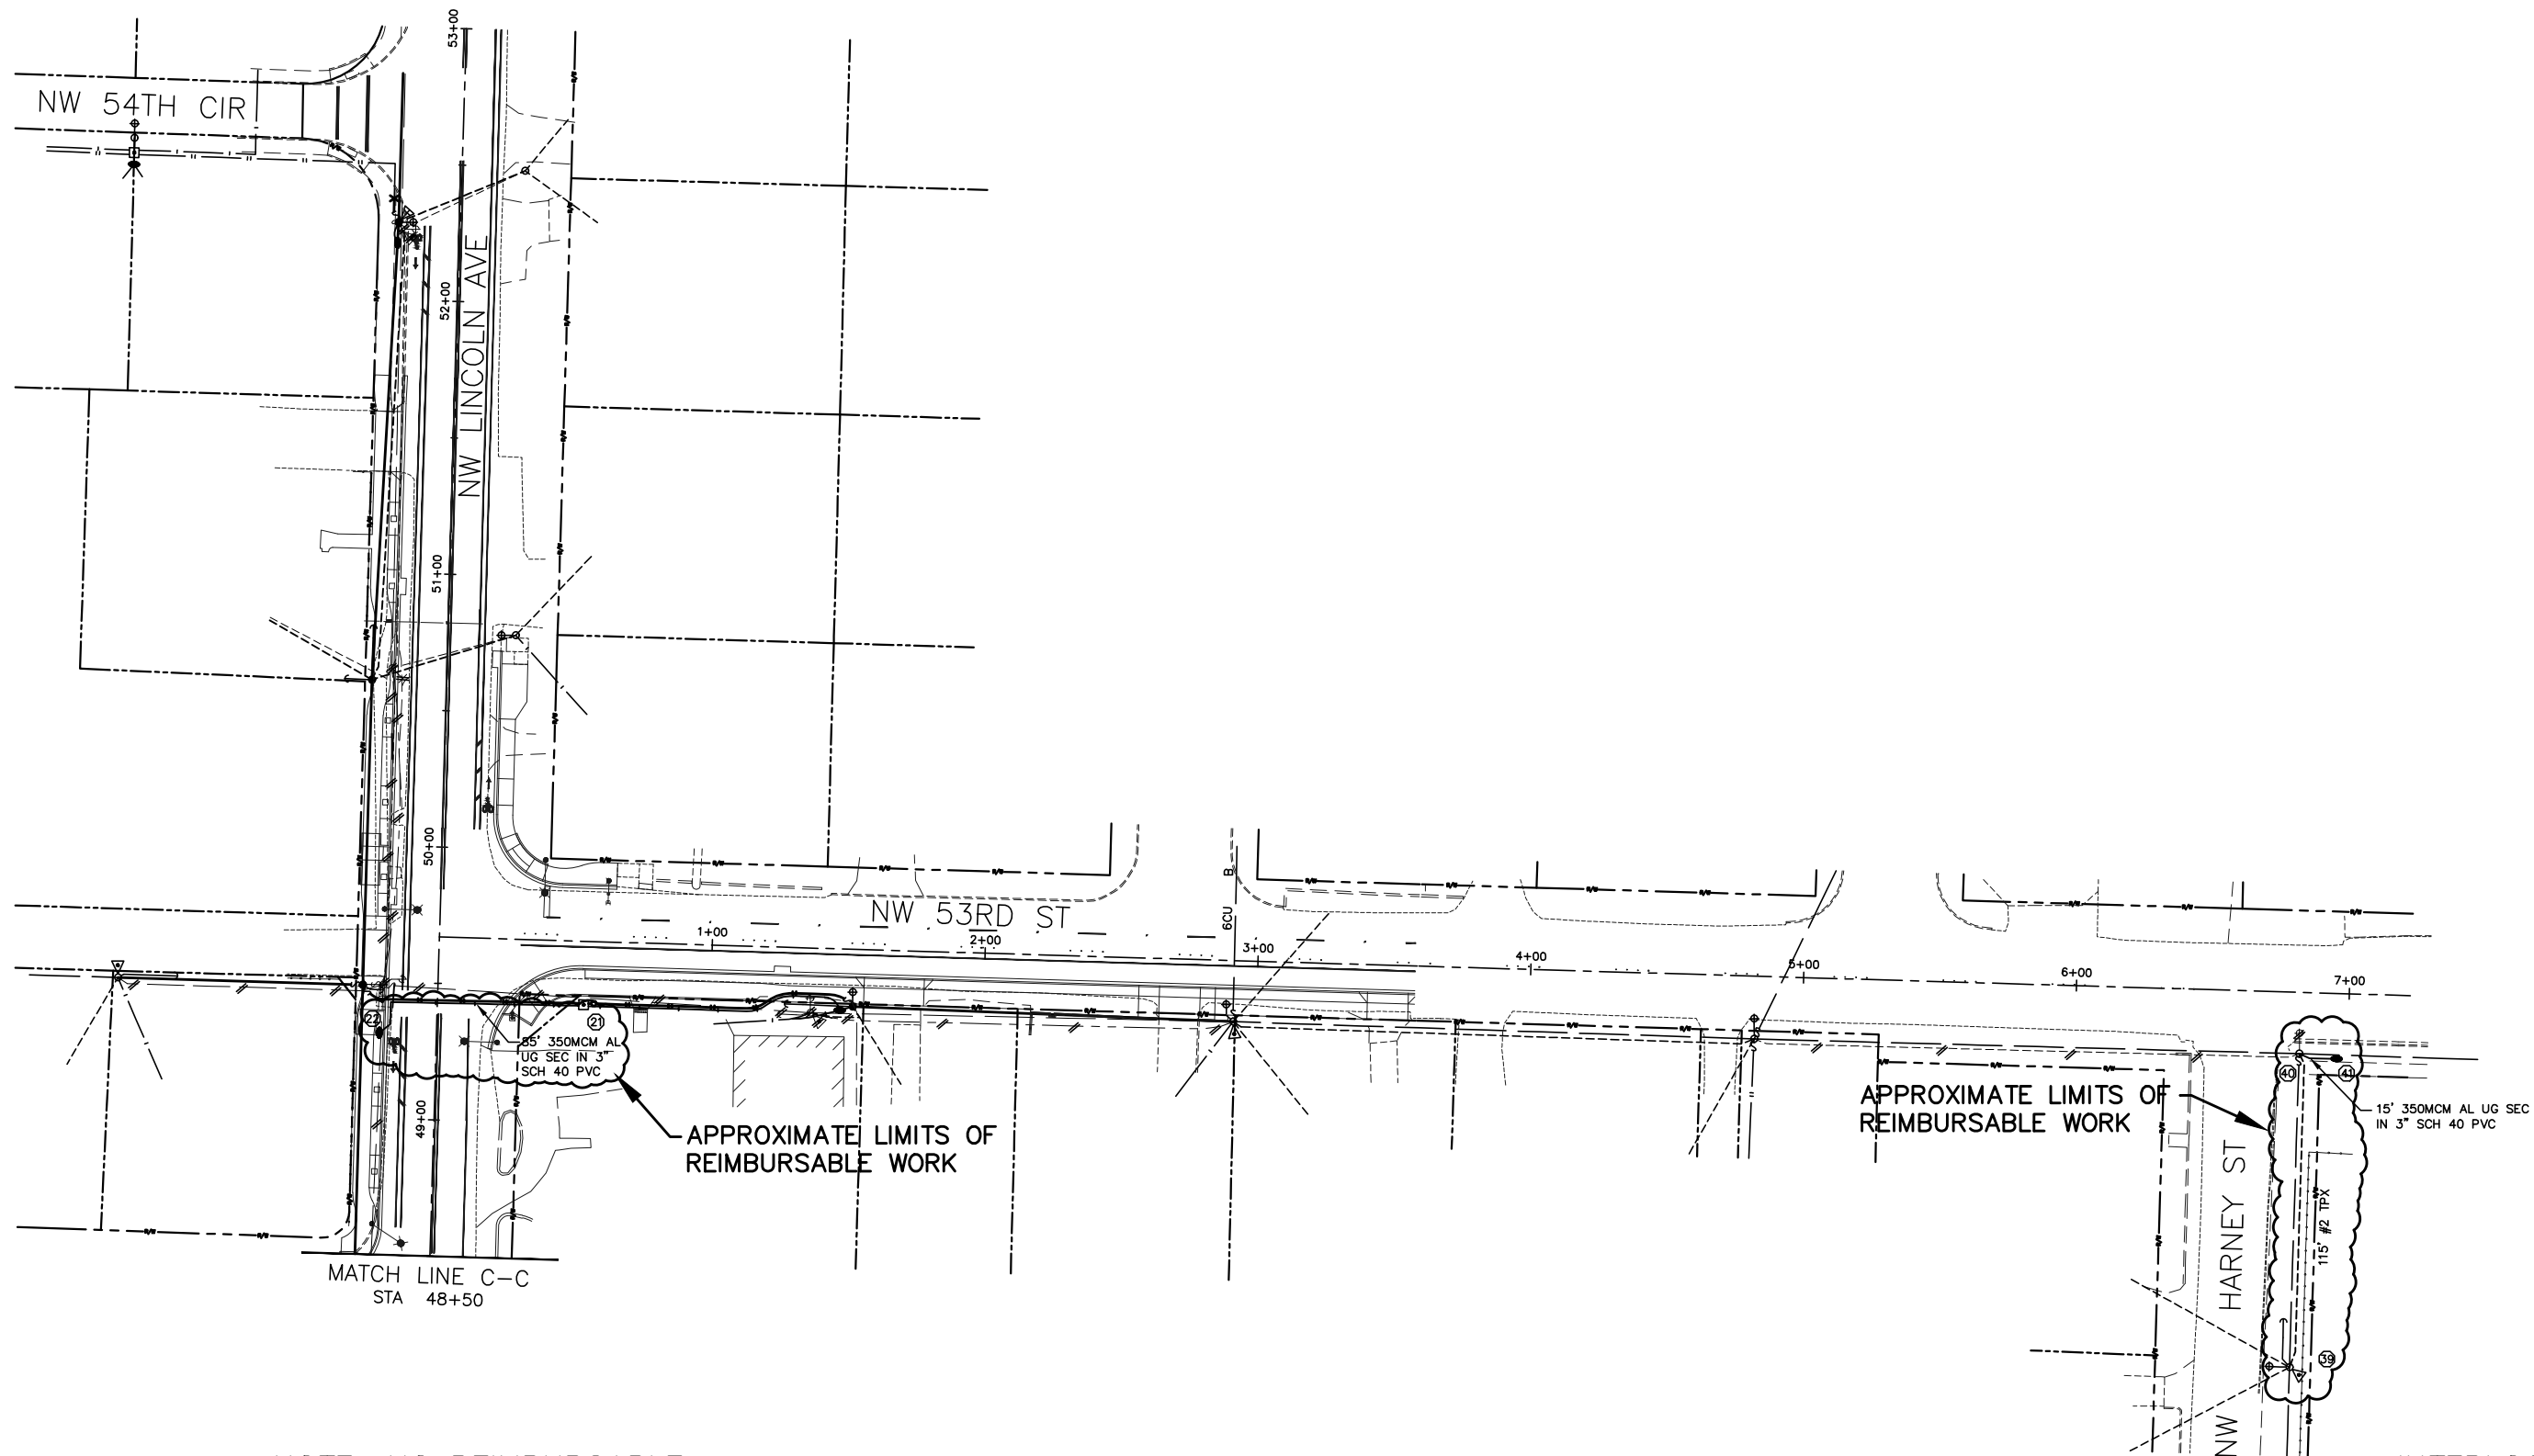 53+00
NW 54TH CIR
52+00
NW LINCOLN AVE
51+00
50+00
NW 53RD ST
1+00
2+00
6CU
B
3+00
4+00
5+00
6+00
7+00
22
21
UG SEC IN 3"
SCH 40 PVC
350MCM AL
49+00
APPROXIMATE LIMITS OF
REIMBURSABLE WORK
40
41
APPROXIMATE LIMITS OF
REIMBURSABLE WORK
15' 350MCM AL UG SEC
IN 3" SCH 40 PVC
115' #2 TPX
NW HARNEY ST
39
MATCH LINE C-C
STA 48+50